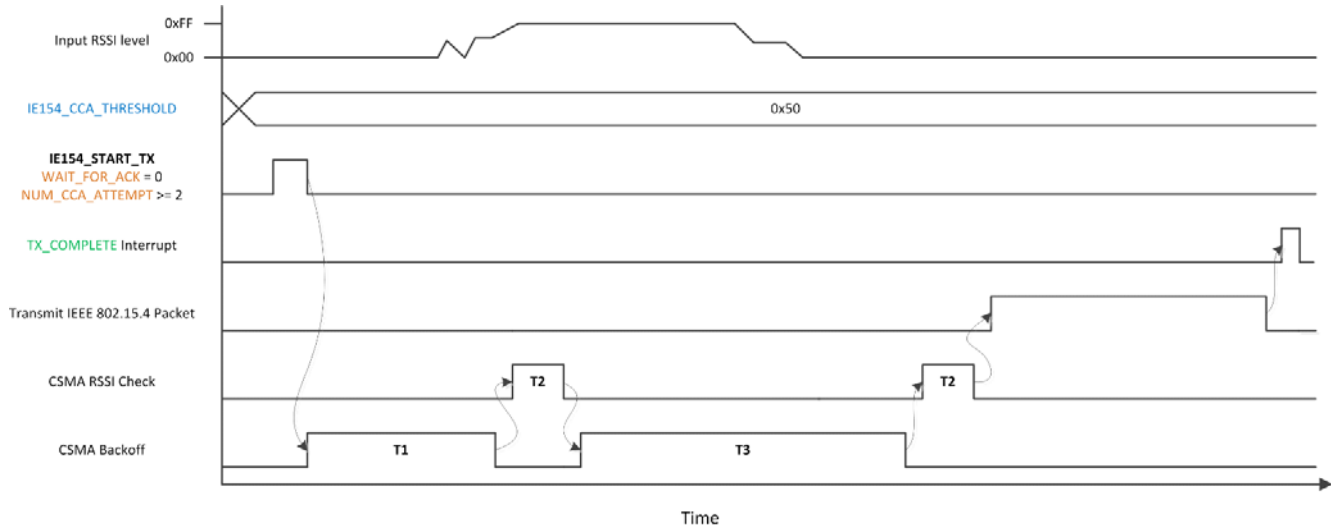 0xFF
Input RSSI level
0x00
IE154_CCA_THRESHOLD
0x50
IE154_START_TX
WAIT_FOR_ACK = 0
NUM_CCA_ATTEMPT >= 2
TX_COMPLETE Interrupt
Transmit IEEE 802.15.4 Packet
CSMA RSSI Check
T2
T2
CSMA Backoff
T1
T3
Time